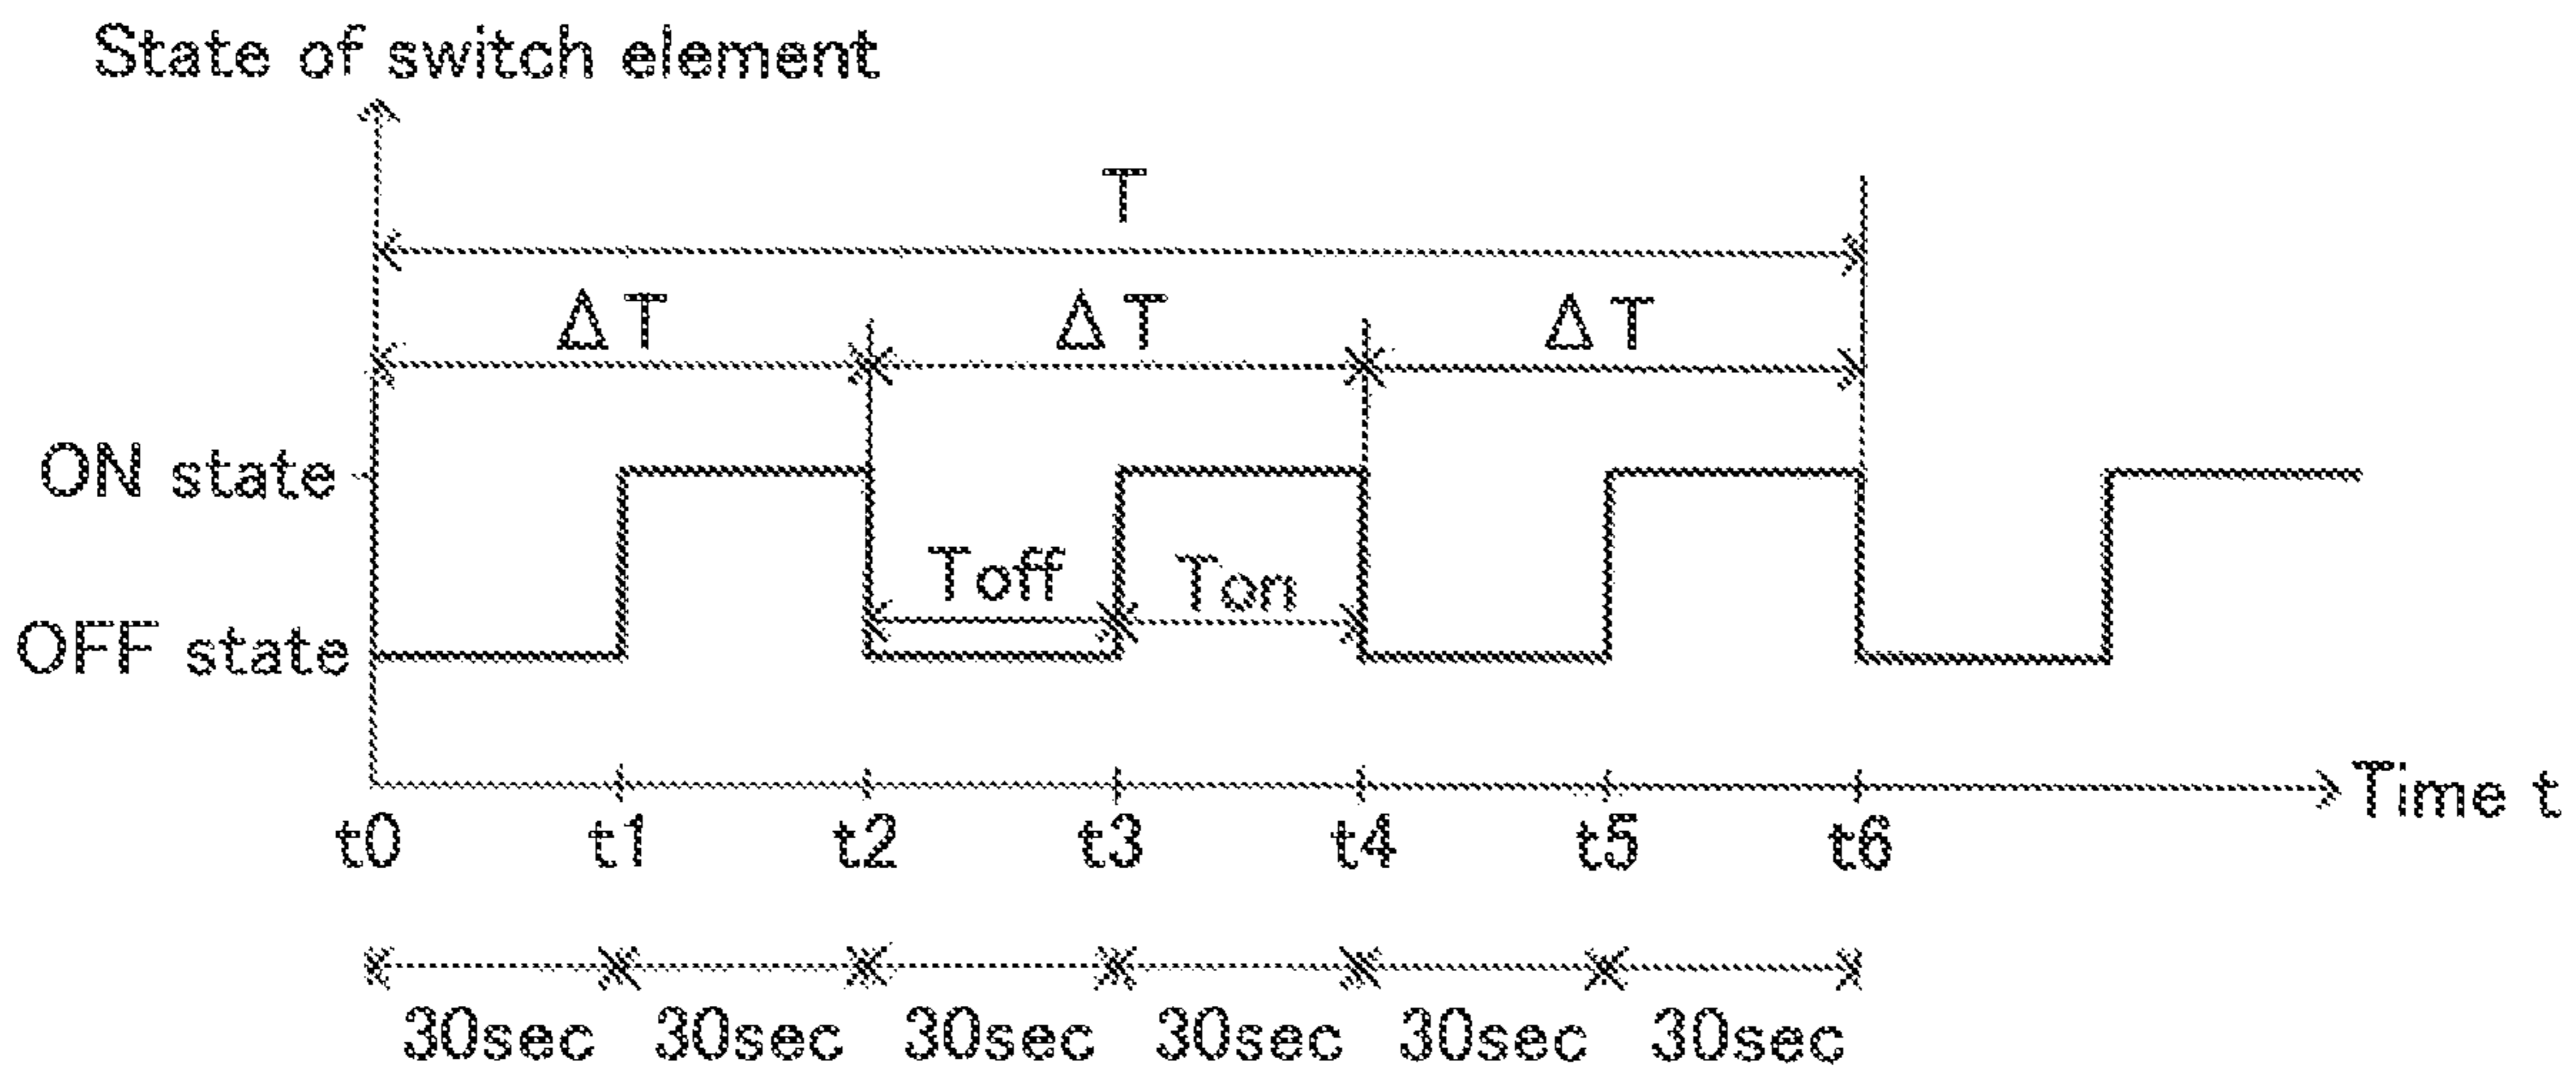 State of switch element
T
ΔT ΔT ΔT
ON state
Toff Ton
OFF state
Time t
t0 t1 t2 t3 t4 t5 t6
30sec 30sec 30sec 30sec 30sec 30sec